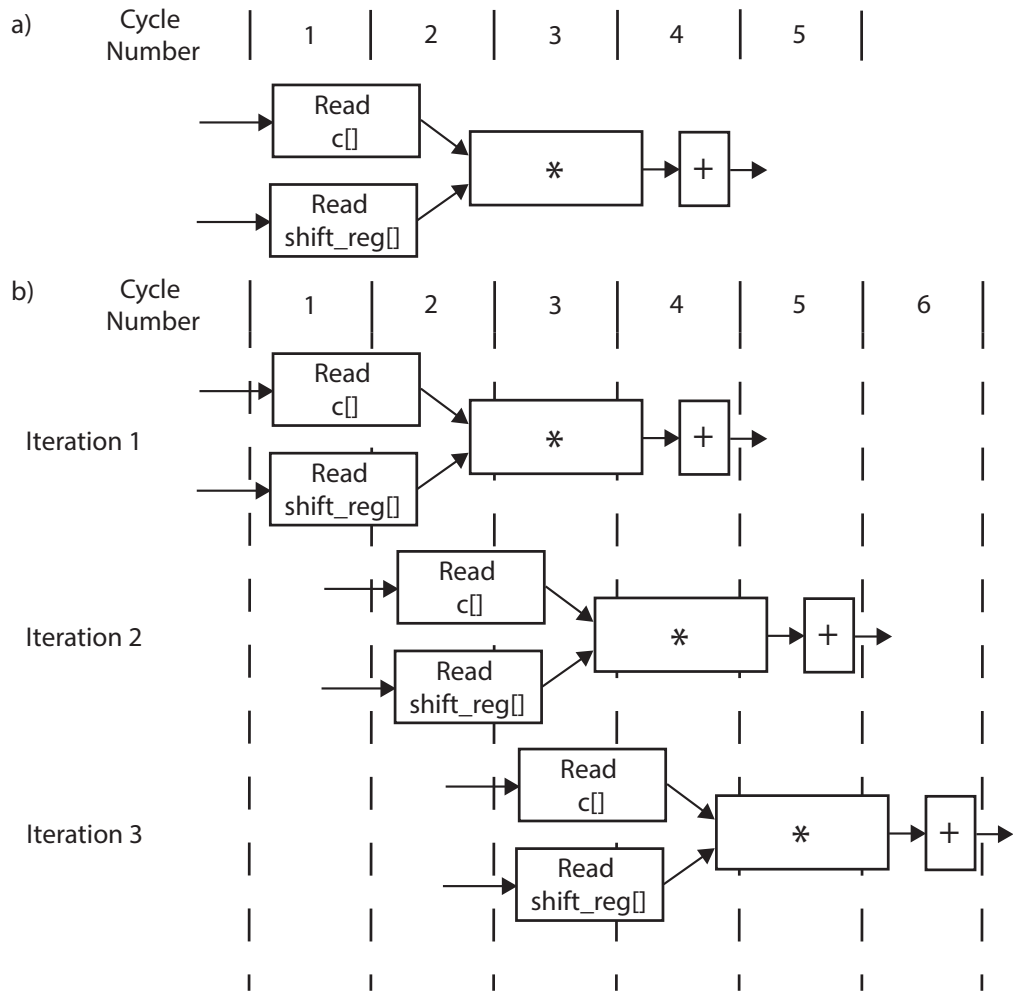 a)
Cycle
Number
1 2 3 4 5
Read
c[]
*
+
Read
shift_reg[]
b)
Cycle
Number
1 2 3 4 5 6
Read
c[]
Iteration 1
*
+
Read
shift_reg[]
Read
c[]
Iteration 2
*
+
Read
shift_reg[]
Read
c[]
Iteration 3
*
+
Read
shift_reg[]